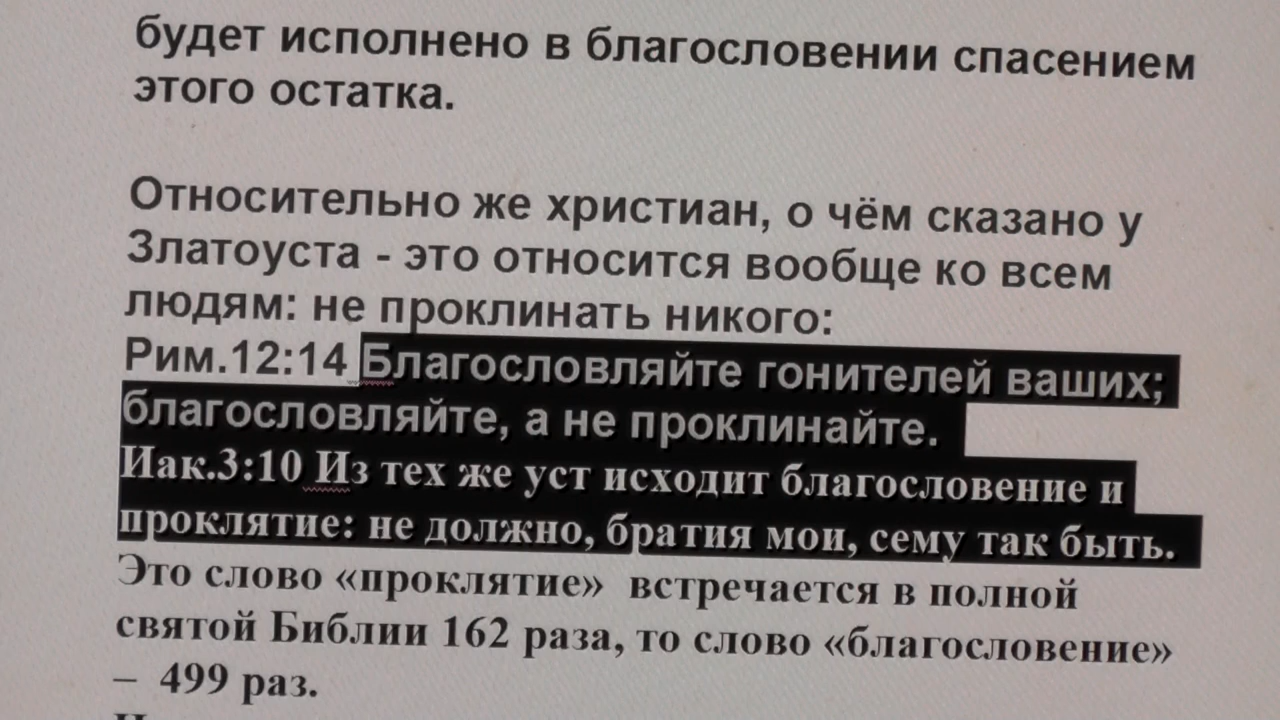 будет исполнено в благословении спасением
этого остатка.
Относительно же христиан, о чём сказано у
Златоуста - это относится вообще ко всем
людям: не проклинать никого:
Рим.12:14 Благословляйте гонителей ваших;
благословляйте, а не проклинайте.
Иак.3:10 Из тех же уст исходит благословение и
проклятие: не должно, братия мои, сему так быть.
Это слово «проклятие» встречается в полной
святой Библии 162 раза, то слово «благословение»
– 499 раз.